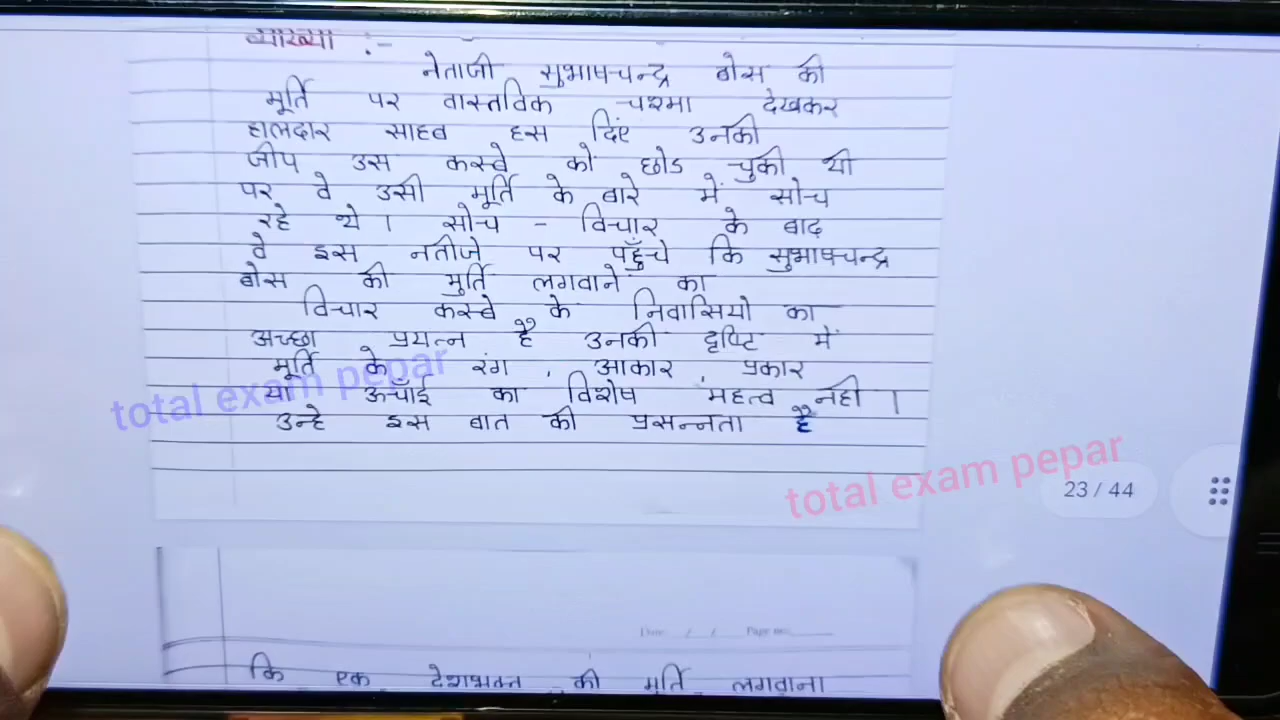 व्याख्या :-
नेताजी सुभाषचन्द्र बोस की
मूर्ति पर वास्तविक चश्मा देखकर
हालदार साहब हस दिए उनकी
जीप उस कस्बे को छोड चुकी थी
पर वे उसी मूर्ति के बारे में सोच
रहे थे । सोच - विचार के बाद
वे इस नतीजे पर पहुँचे कि सुभाषचन्द्र
बोस की मुर्ति लगवाने का
विचार कस्बे के निवासियो का
अच्छा प्रयत्न है उनकी दृष्टि में
मूर्ति के रंग , आकार , प्रकार
या ऊचाँई का विशेष महत्व नही ।
उन्हे इस बात की प्रसन्नता है
total exam pepar
total exam pepar
23 / 44
Date / / Page no.
कि एक देशभक्त की मूर्ति लगवाना